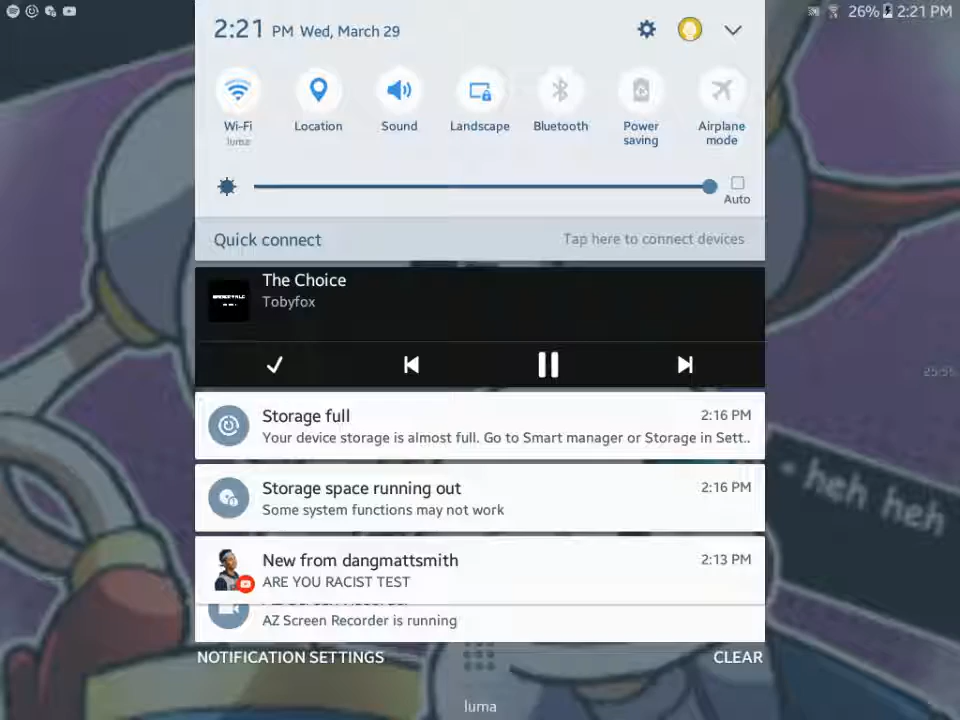 26% 2:21 PM
2:21 PM Wed, March 29
Wi-Fi
luma
Location
Sound
Landscape
Bluetooth
Power
saving
Airplane
mode
Auto
Quick connect
Tap here to connect devices
The Choice
Tobyfox
Storage full
2:16 PM
Your device storage is almost full. Go to Smart manager or Storage in Sett..
Storage space running out
2:16 PM
Some system functions may not work
New from dangmattsmith
2:13 PM
ARE YOU RACIST TEST
AZ Screen Recorder is running
- heh heh
NOTIFICATION SETTINGS
CLEAR
luma